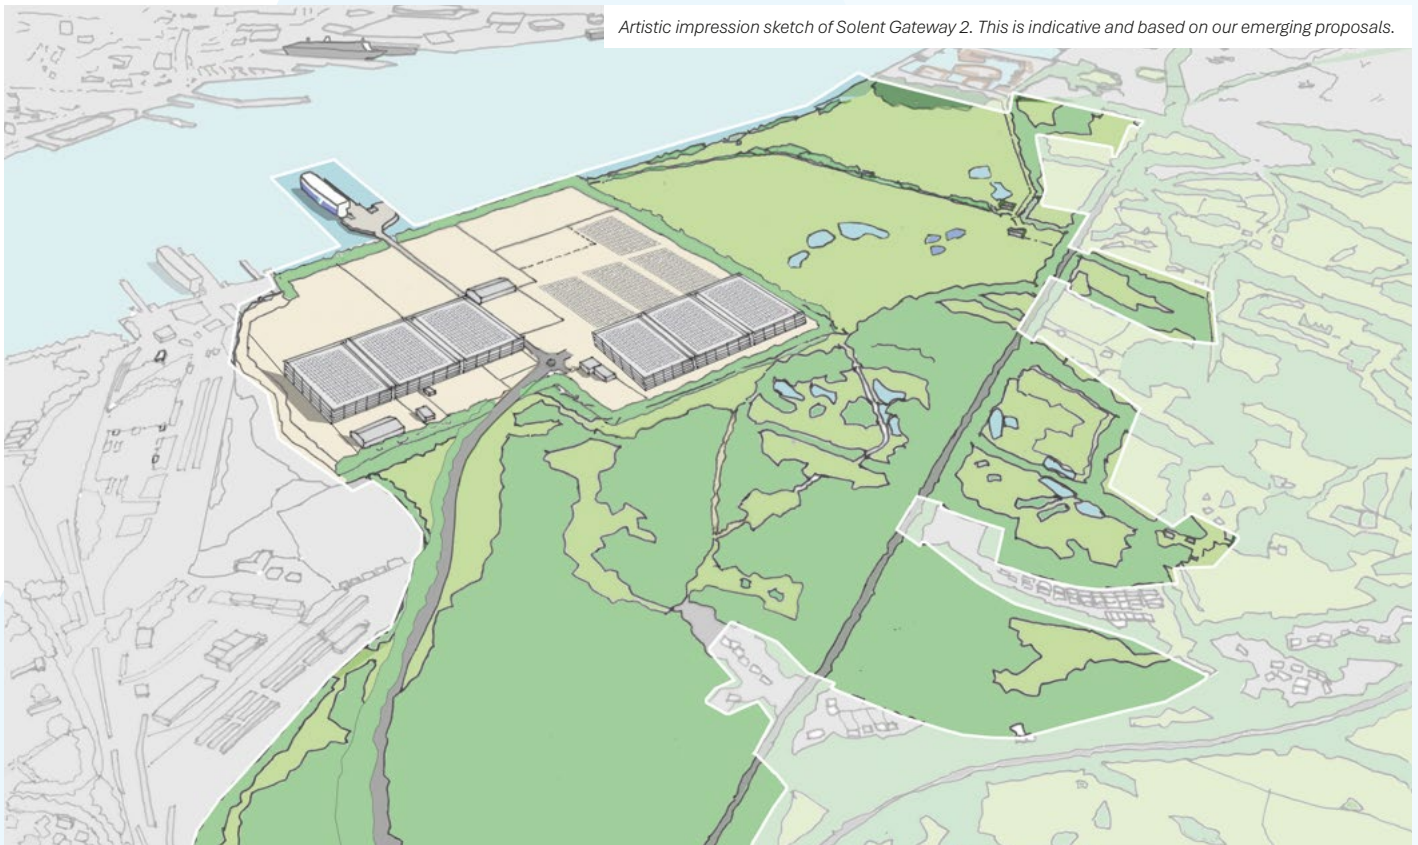 Artistic impression sketch of Solent Gateway 2. This is indicative and based on our emerging proposals.